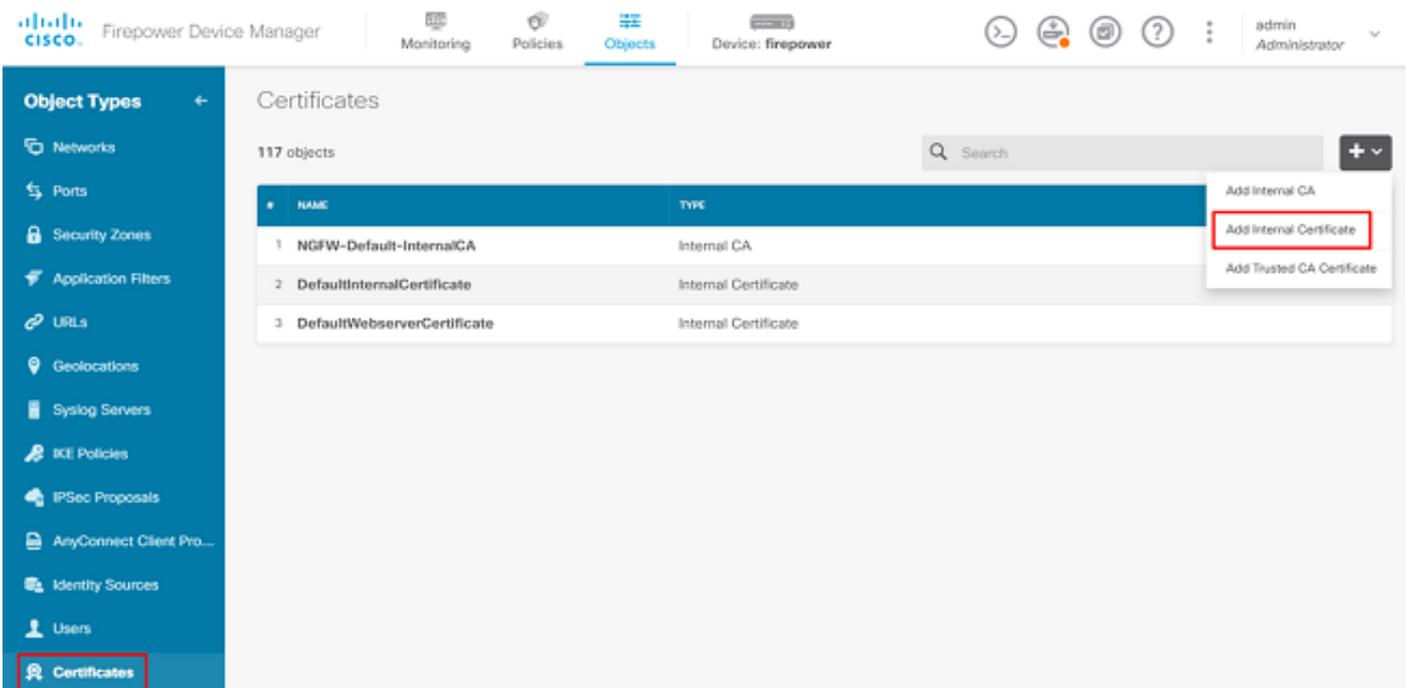 CISCO. Firepower Device Manager Monitoring Policies Objects Device: firepower admin
Administrator
Object Types
Certificates
Networks
117 objects
Search
Ports
Add Internal CA
# NAME TYPE
Security Zones
Add Internal Certificate
1 NGFW-Default-InternalCA Internal CA
Application Filters
Add Trusted CA Certificate
2 DefaultInternalCertificate Internal Certificate
URLs
3 DefaultWebserverCertificate Internal Certificate
Geolocations
Syslog Servers
IKE Policies
IPSec Proposals
AnyConnect Client Pro...
Identity Sources
Users
Certificates